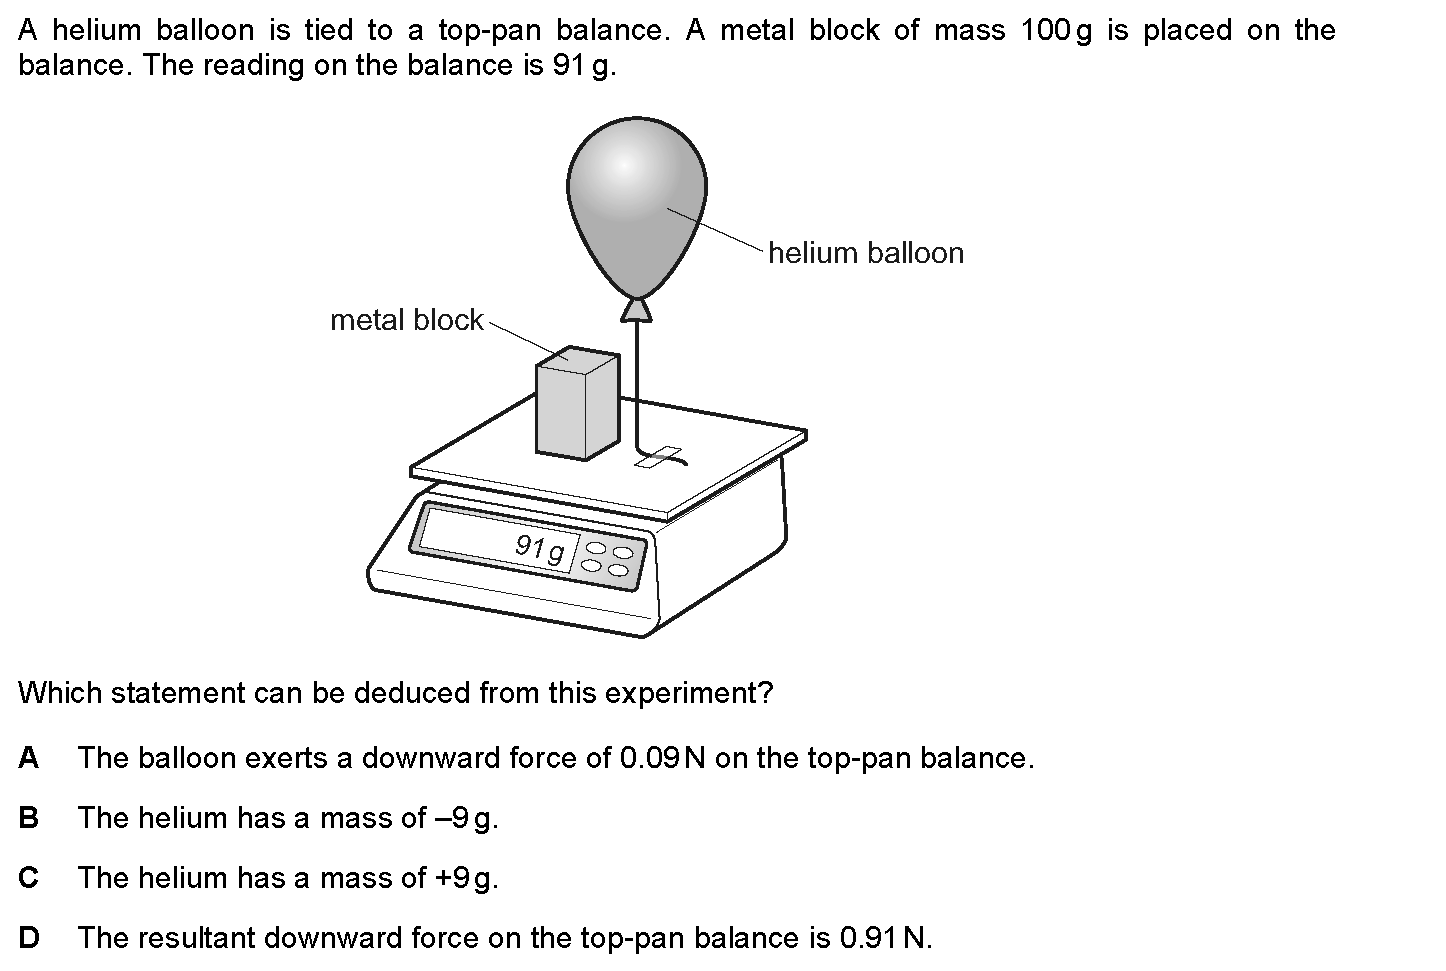 A helium balloon is tied to a top-pan balance. A metal block of mass 100 g is placed on the
balance. The reading on the balance is 91 g.
helium balloon
metal block
91 g
Which statement can be deduced from this experiment?
A The balloon exerts a downward force of 0.09 N on the top-pan balance.
B The helium has a mass of –9 g.
C The helium has a mass of +9 g.
D The resultant downward force on the top-pan balance is 0.91 N.